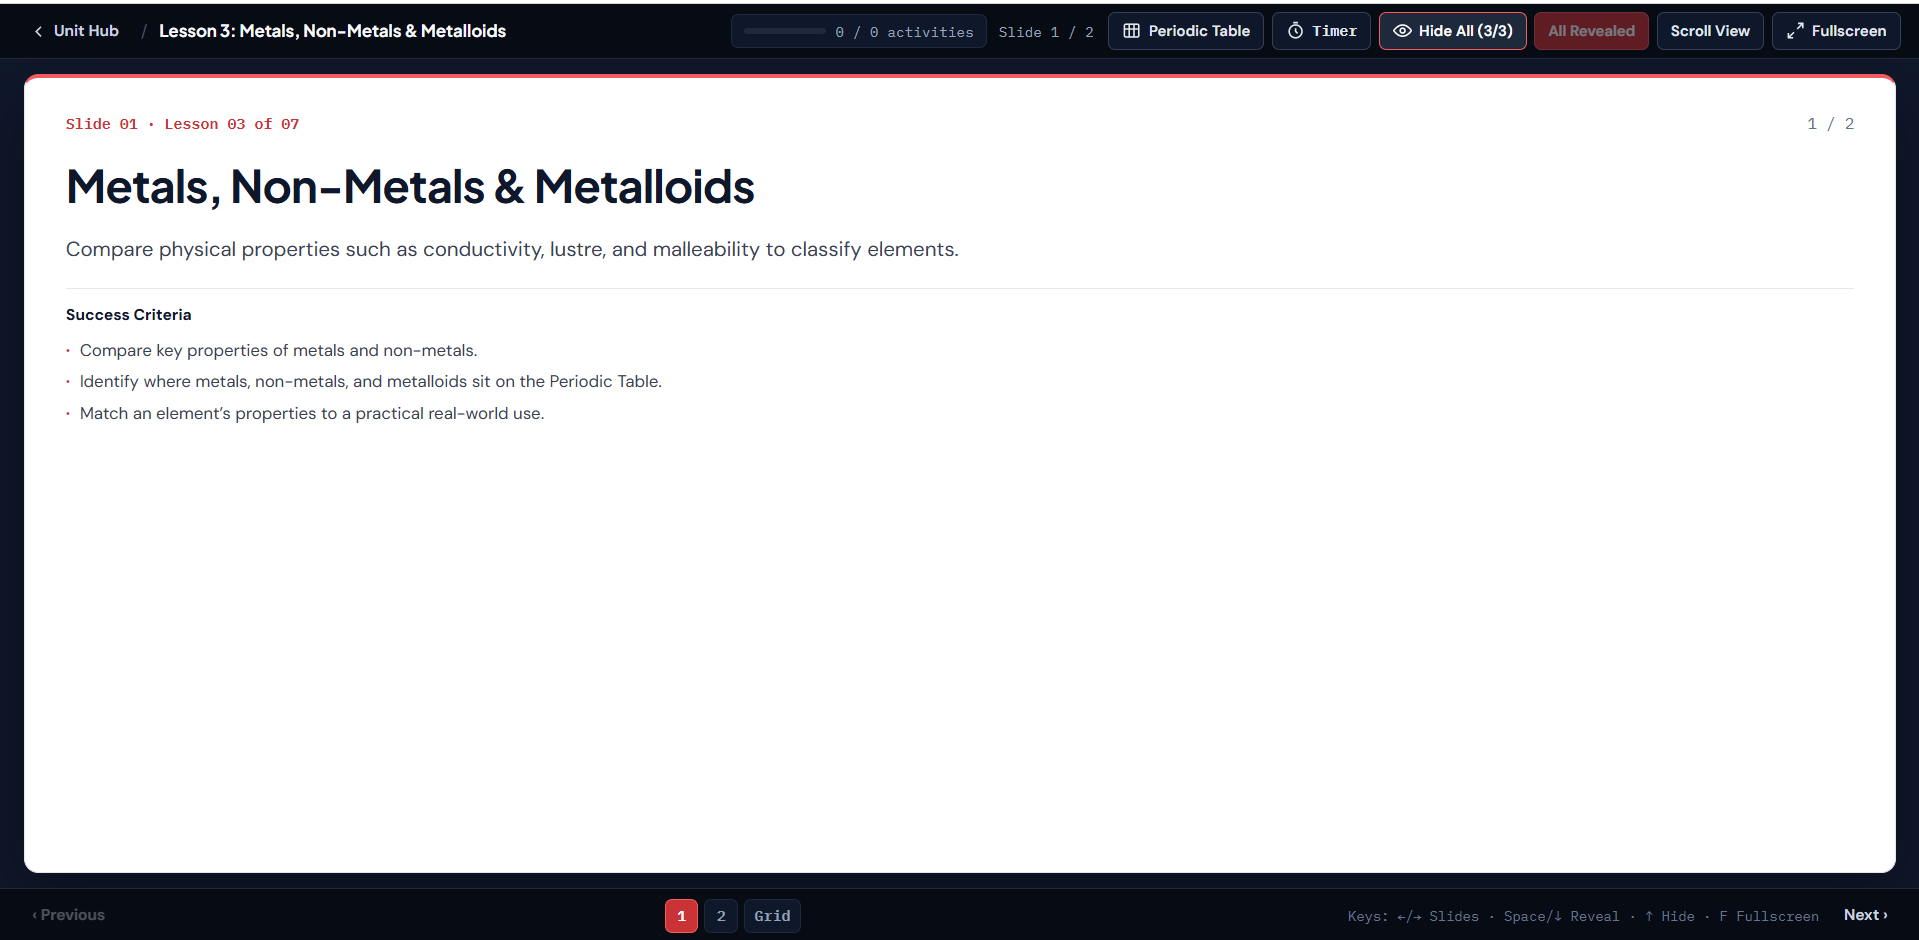 Unit Hub / Lesson 3: Metals, Non-Metals & Metalloids
0 / 0 activities
Slide 1 / 2
Periodic Table
Timer
Hide All (3/3)
All Revealed
Scroll View
Fullscreen
Slide 01 · Lesson 03 of 07
1 / 2
Metals, Non-Metals & Metalloids
Compare physical properties such as conductivity, lustre, and malleability to classify elements.
Success Criteria
· Compare key properties of metals and non-metals.
· Identify where metals, non-metals, and metalloids sit on the Periodic Table.
· Match an element’s properties to a practical real-world use.
‹ Previous
1
2
Grid
Keys: ←/→ Slides · Space/↓ Reveal · ↑ Hide · F Fullscreen
Next ›